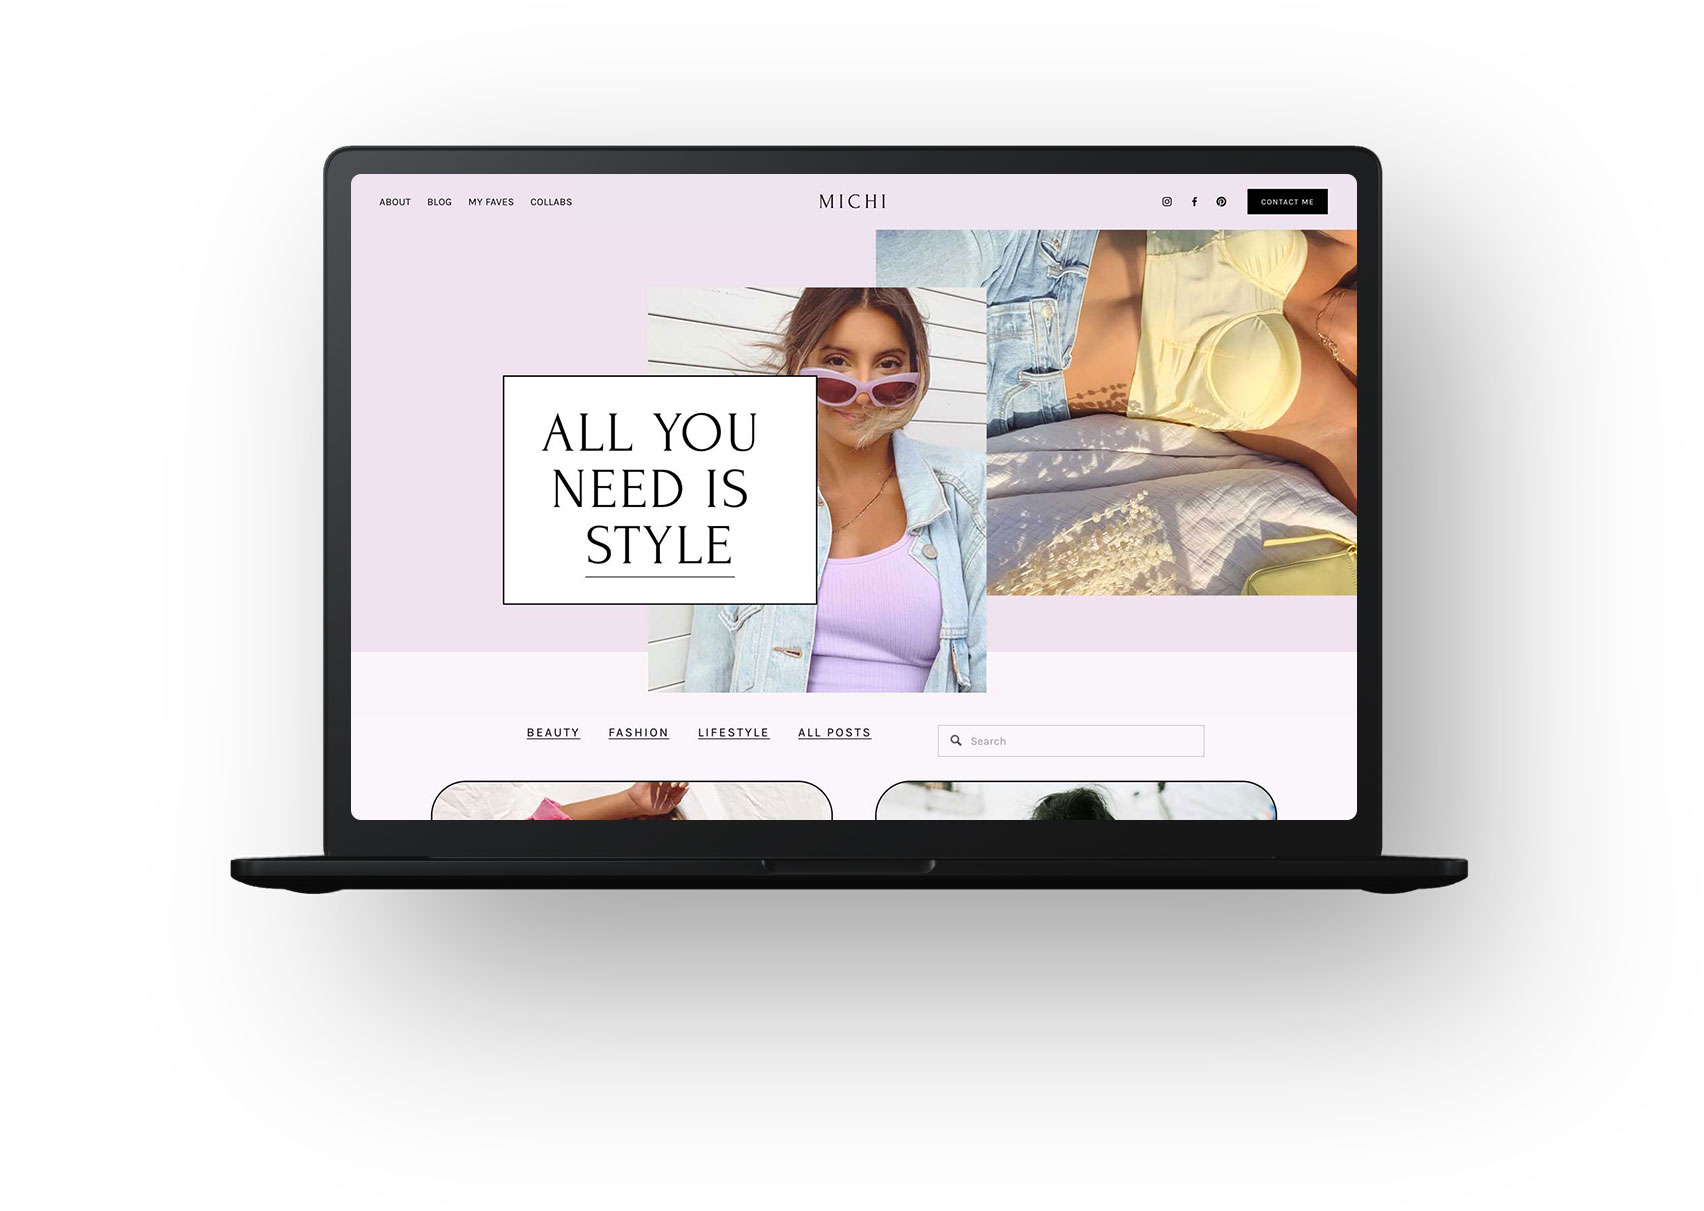 ABOUT BLOG MY FAVES COLLABS MICHI CONTACT ME
ALL YOU
NEED IS
STYLE
BEAUTY FASHION LIFESTYLE ALL POSTS Search